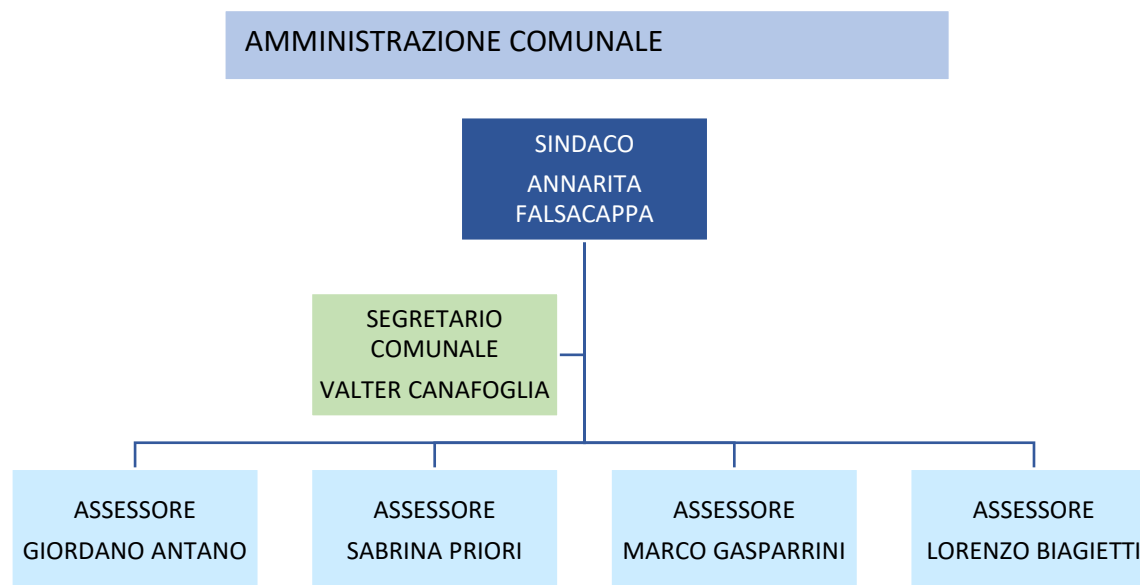 AMMINISTRAZIONE COMUNALE
SINDACO
ANNARITA
FALSACAPPA
SEGRETARIO
COMUNALE
VALTER CANAFOGLIA
ASSESSORE
GIORDANO ANTANO
ASSESSORE
SABRINA PRIORI
ASSESSORE
MARCO GASPARRINI
ASSESSORE
LORENZO BIAGIETTI